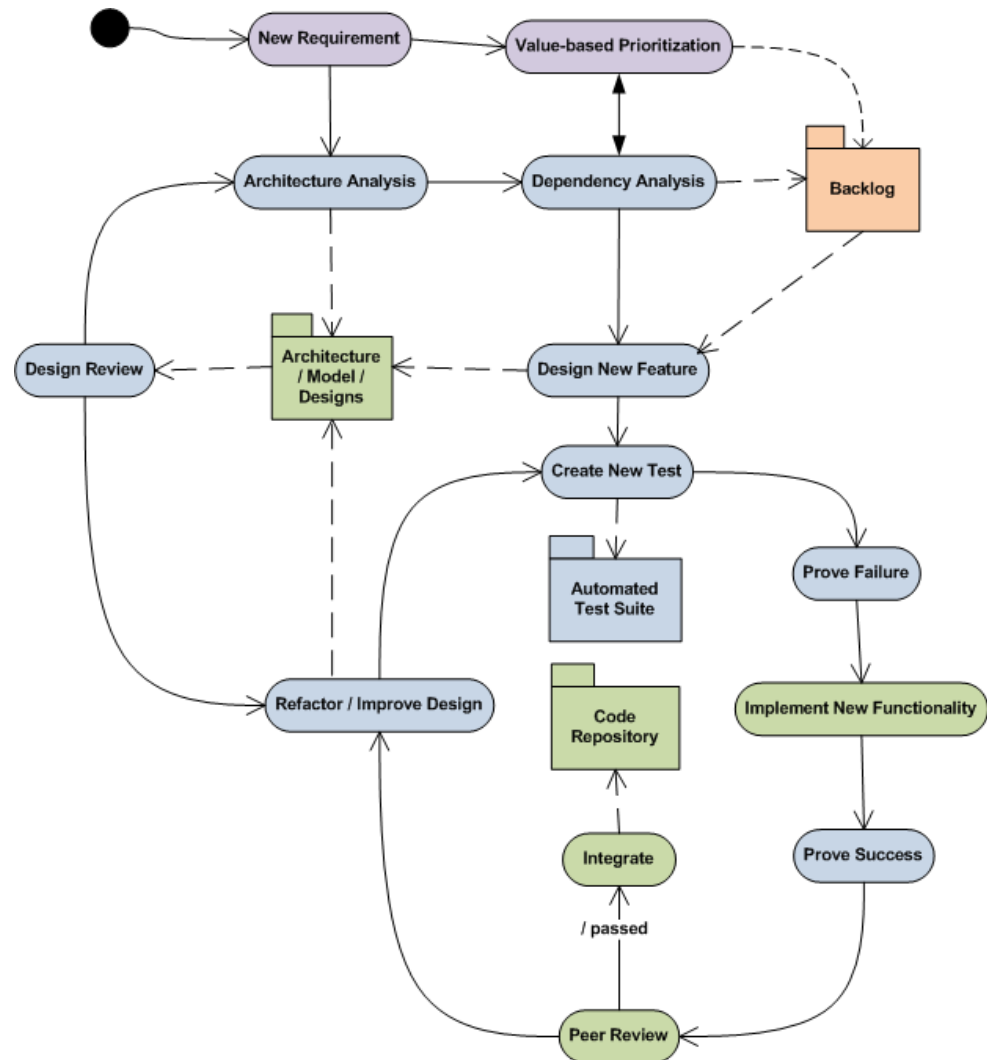 New Requirement
Value-based Prioritization
Architecture Analysis
Dependency Analysis
Backlog
Design Review
Architecture
/ Model /
Designs
Design New Feature
Create New Test
Prove Failure
Automated
Test Suite
Refactor / Improve Design
Code
Repository
Implement New Functionality
Integrate
Prove Success
/ passed
Peer Review